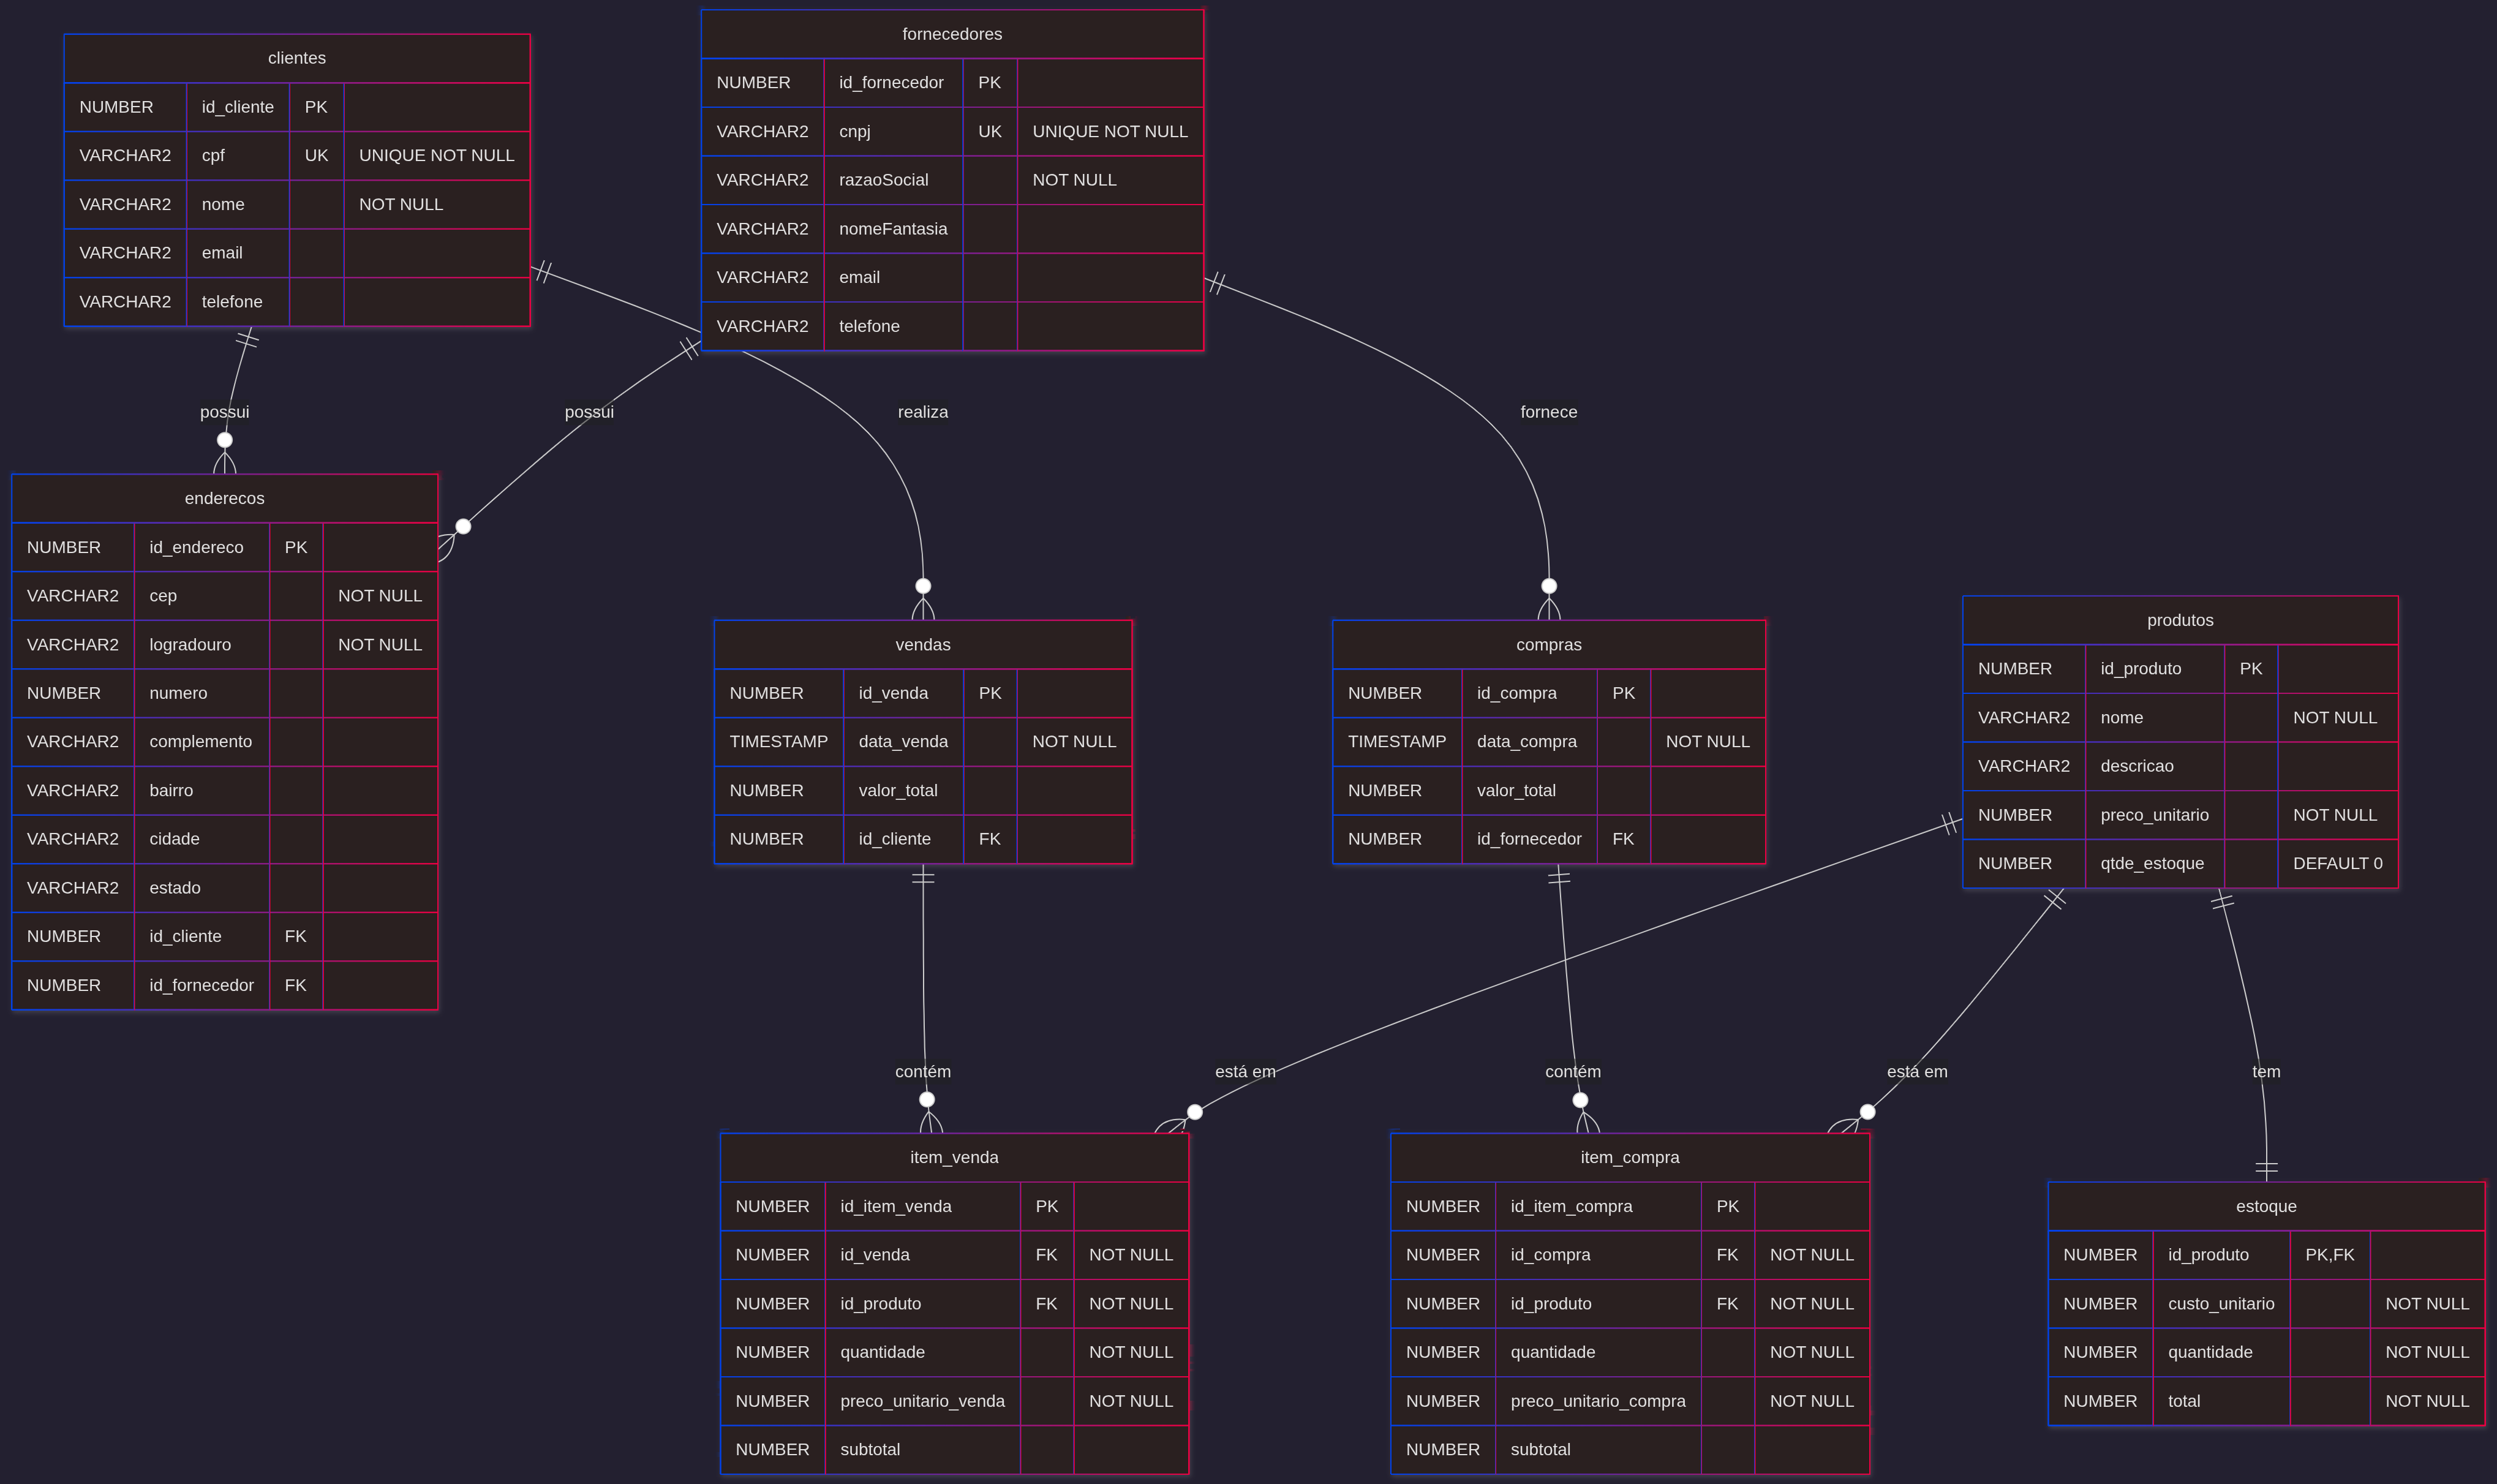 clientes
NUMBER id_cliente PK
VARCHAR2 cpf UK UNIQUE NOT NULL
VARCHAR2 nome NOT NULL
VARCHAR2 email
VARCHAR2 telefone
fornecedores
NUMBER id_fornecedor PK
VARCHAR2 cnpj UK UNIQUE NOT NULL
VARCHAR2 razaoSocial NOT NULL
VARCHAR2 nomeFantasia
VARCHAR2 email
VARCHAR2 telefone
possui
possui
realiza
fornece
enderecos
NUMBER id_endereco PK
VARCHAR2 cep NOT NULL
VARCHAR2 logradouro NOT NULL
NUMBER numero
VARCHAR2 complemento
VARCHAR2 bairro
VARCHAR2 cidade
VARCHAR2 estado
NUMBER id_cliente FK
NUMBER id_fornecedor FK
vendas
NUMBER id_venda PK
TIMESTAMP data_venda NOT NULL
NUMBER valor_total
NUMBER id_cliente FK
compras
NUMBER id_compra PK
TIMESTAMP data_compra NOT NULL
NUMBER valor_total
NUMBER id_fornecedor FK
produtos
NUMBER id_produto PK
VARCHAR2 nome NOT NULL
VARCHAR2 descricao
NUMBER preco_unitario NOT NULL
NUMBER qtde_estoque DEFAULT 0
contém
está em
contém
está em
tem
item_venda
NUMBER id_item_venda PK
NUMBER id_venda FK NOT NULL
NUMBER id_produto FK NOT NULL
NUMBER quantidade NOT NULL
NUMBER preco_unitario_venda NOT NULL
NUMBER subtotal
item_compra
NUMBER id_item_compra PK
NUMBER id_compra FK NOT NULL
NUMBER id_produto FK NOT NULL
NUMBER quantidade NOT NULL
NUMBER preco_unitario_compra NOT NULL
NUMBER subtotal
estoque
NUMBER id_produto PK,FK
NUMBER custo_unitario NOT NULL
NUMBER quantidade NOT NULL
NUMBER total NOT NULL